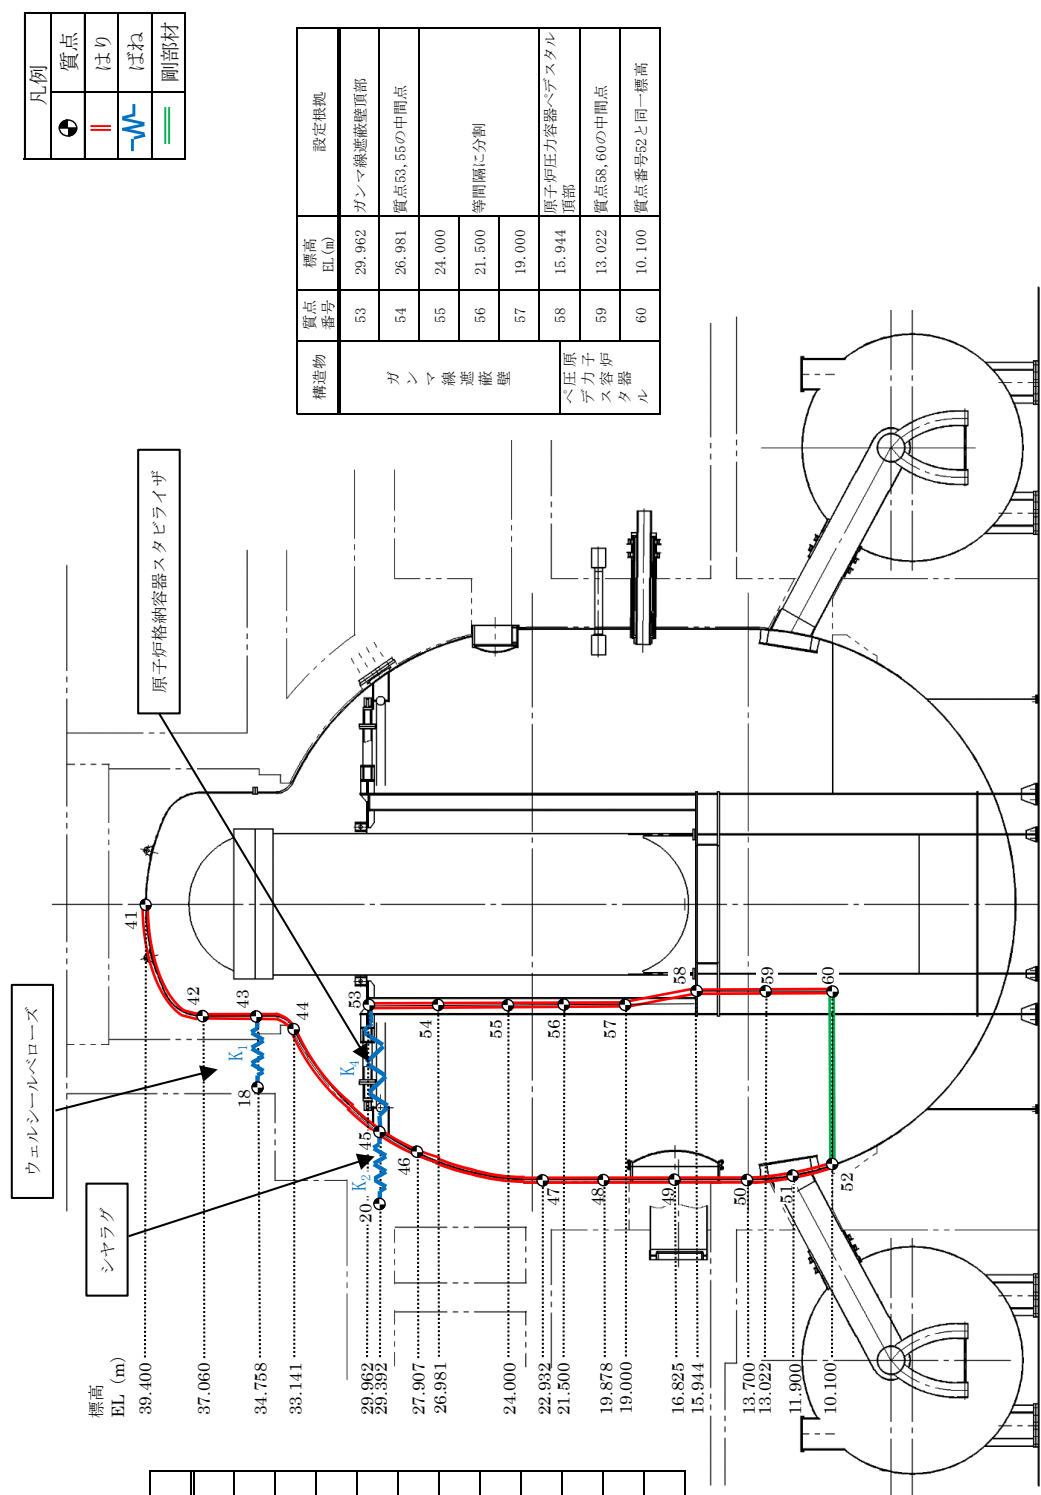 凡例
質点
はり
ばね
剛部材
構造物
質点
番号
標高
EL(m)
設定根拠
ガンマ線遮蔽壁
53 29.962 ガンマ線遮蔽壁頂部
54 26.981 質点53,55の中間点
55 24.000
56 21.500 等間隔に分割
57 19.000
原子炉
圧力容器
ペデスタル
58 15.944 原子炉圧力容器ペデスタル
頂部
59 13.022 質点58,60の中間点
60 10.100 質点番号52と同一標高
原子炉格納容器スタビライザ
ウェルシールベローズ
シヤラグ
標高
EL (m)
39.400
37.060
34.758
33.141
29.962
29.392
27.907
26.981
24.000
22.932
21.500
19.878
19.000
16.825
15.944
13.700
13.022
11.900
10.100
41
42
43
44
18
K1
53
K4
45
K2
20
46
54
55
56
57
58
59
60
47
48
49
50
51
52